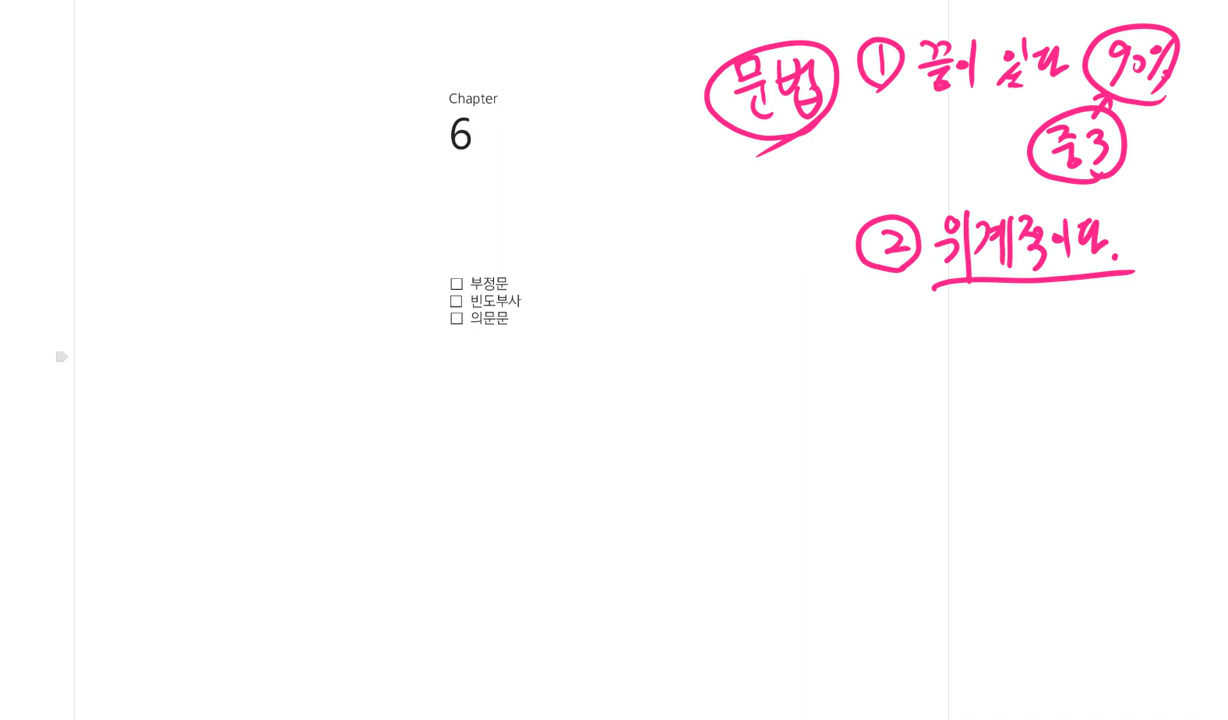 Chapter
6
□ 부정문
□ 빈도부사
□ 의문문
문법 ① 끝이 있다 90%
중3
② 위계적이다.